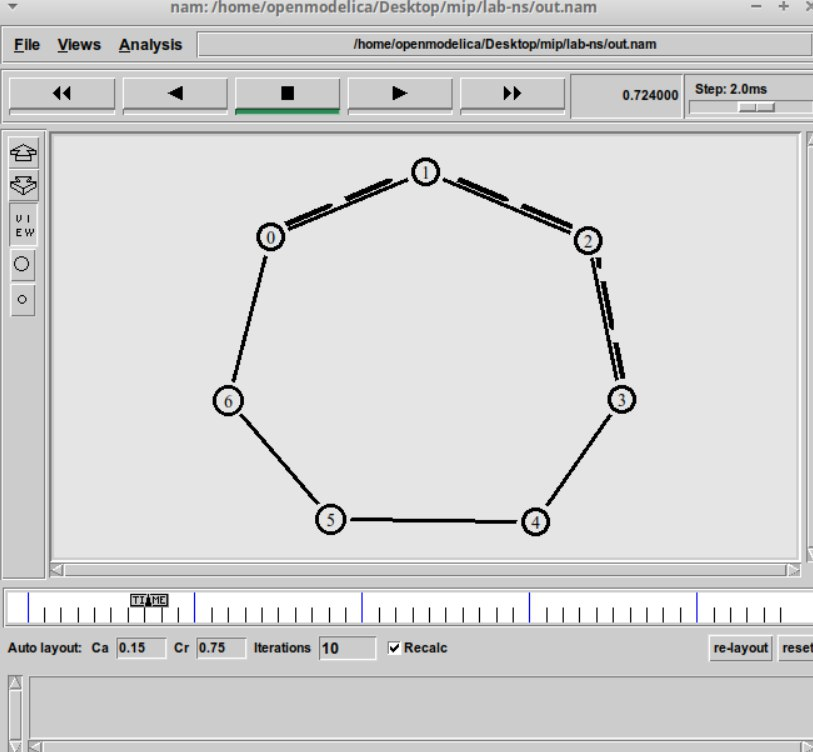 nam: /home/openmodelica/Desktop/mip/lab-ns/out.nam
File Views Analysis /home/openmodelica/Desktop/mip/lab-ns/out.nam
0.724000 Step: 2.0ms
VI
EW
1
0
2
6
3
5
4
TIME
Auto layout: Ca 0.15 Cr 0.75 Iterations 10 Recalc re-layout reset